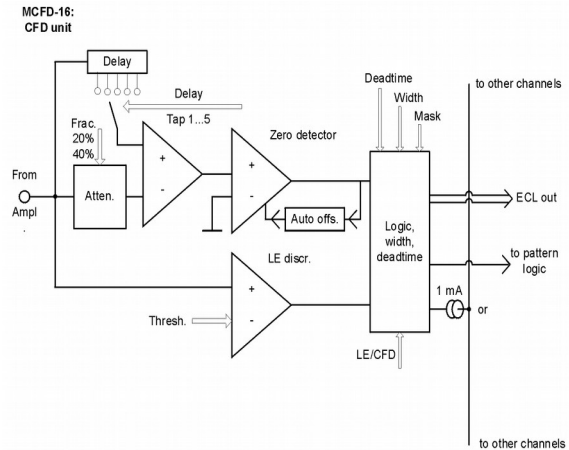 MCFD-16:
CFD unit
Delay
Deadtime
to other channels
Delay
Width
Tap 1...5
Mask
Frac.
20%
40%
Zero detector
+
-
+
-
From
Ampl
.
Atten.
ECL out
Auto offs.
Logic,
width,
deadtime
LE discr.
to pattern
logic
+
-
1 mA
or
Thresh.
LE/CFD
to other channels